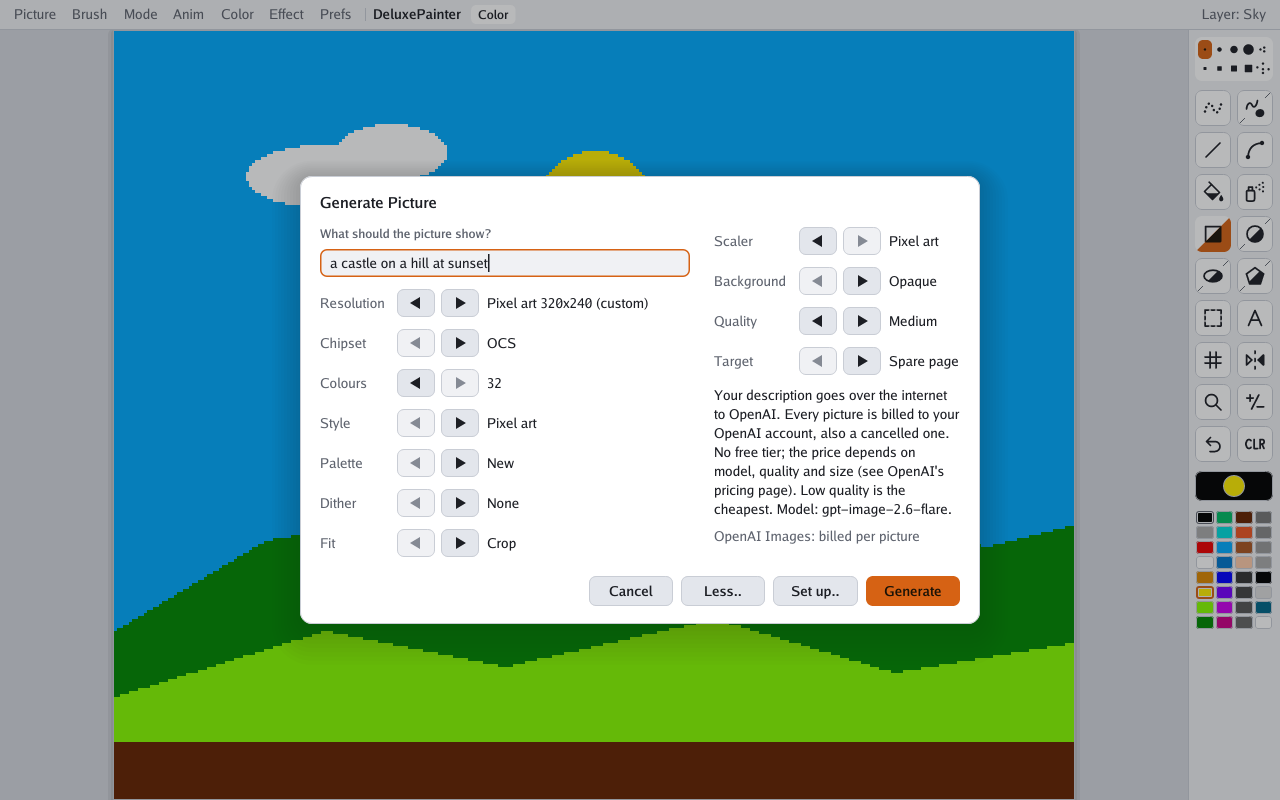 Picture Brush Mode Anim Color Effect Prefs DeluxePainter Color Layer: Sky
Generate Picture
What should the picture show?
a castle on a hill at sunset
Resolution Pixel art 320x240 (custom)
Chipset OCS
Colours 32
Style Pixel art
Palette New
Dither None
Fit Crop
Scaler Pixel art
Background Opaque
Quality Medium
Target Spare page
Your description goes over the internet
to OpenAI. Every picture is billed to your
OpenAI account, also a cancelled one.
No free tier; the price depends on
model, quality and size (see OpenAI's
pricing page). Low quality is the
cheapest. Model: gpt-image-2.6-flare.
OpenAI Images: billed per picture
Cancel Less.. Set up.. Generate
A
+/-
CLR